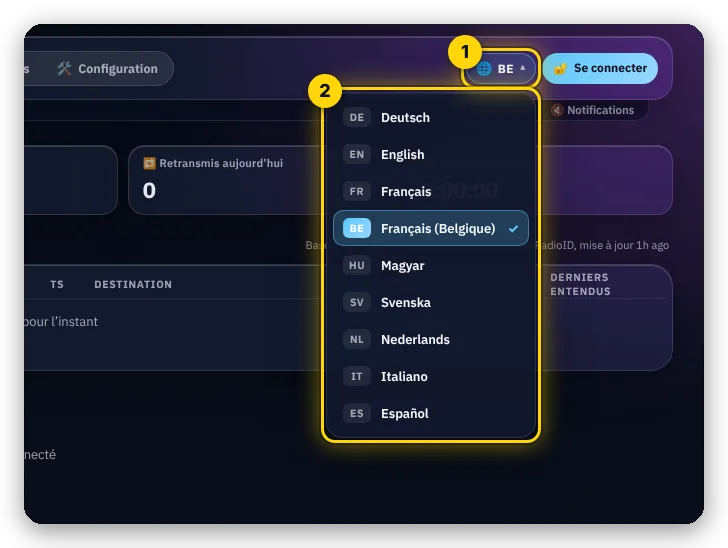 1
Configuration
BE
Se connecter
2
Notifications
DE Deutsch
EN English
Retransmis aujourd’hui
0
FR Français
BE Français (Belgique)
RadioID, mise à jour 1h ago
HU Magyar
TS DESTINATION
DERNIERS
ENTENDUS
SV Svenska
pour l’instant
NL Nederlands
IT Italiano
ES Español